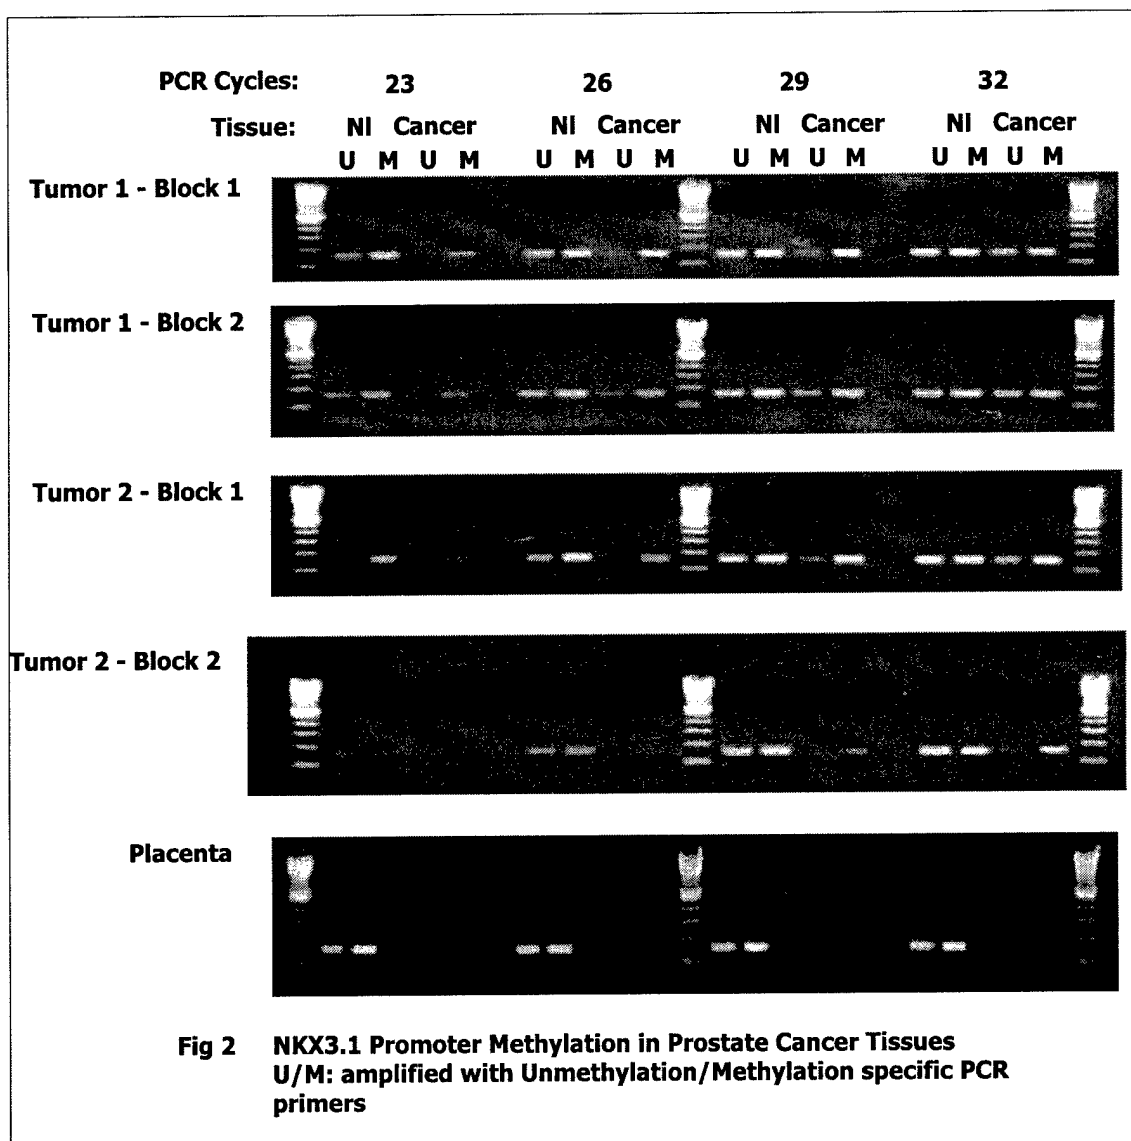 PCR Cycles: 23 26 29 32
Tissue: Nl Cancer Nl Cancer Nl Cancer Nl Cancer
U M U M U M U M U M U M U M U M
Tumor 1 - Block 1
Tumor 1 - Block 2
Tumor 2 - Block 1
Tumor 2 - Block 2
Placenta
Fig 2 NKX3.1 Promoter Methylation in Prostate Cancer Tissues
U/M: amplified with Unmethylation/Methylation specific PCR
primers